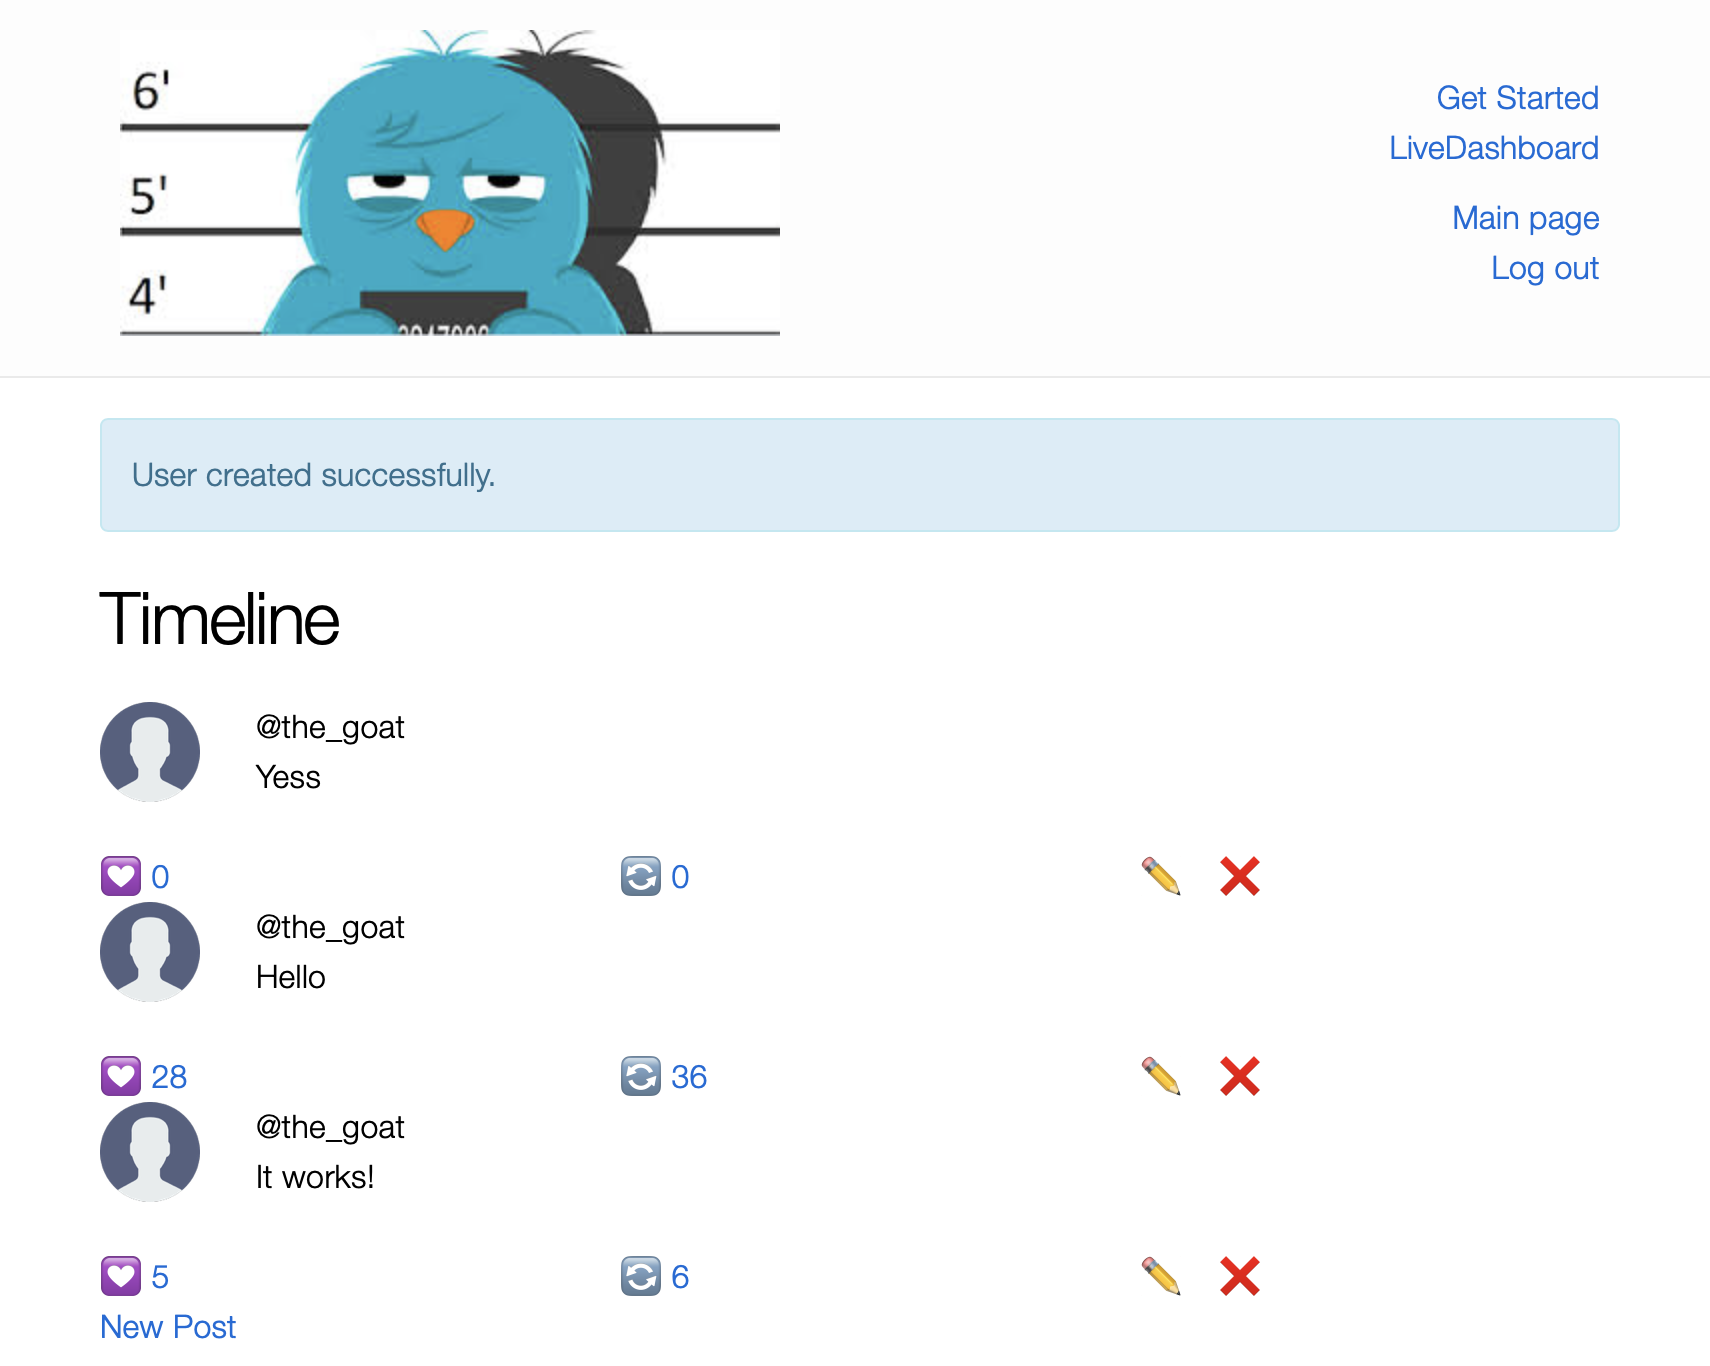 6'
5'
4'
Get Started
LiveDashboard
Main page
Log out
User created successfully.
Timeline
@the_goat
Yess
0
0
@the_goat
Hello
28
36
@the_goat
It works!
5
6
New Post